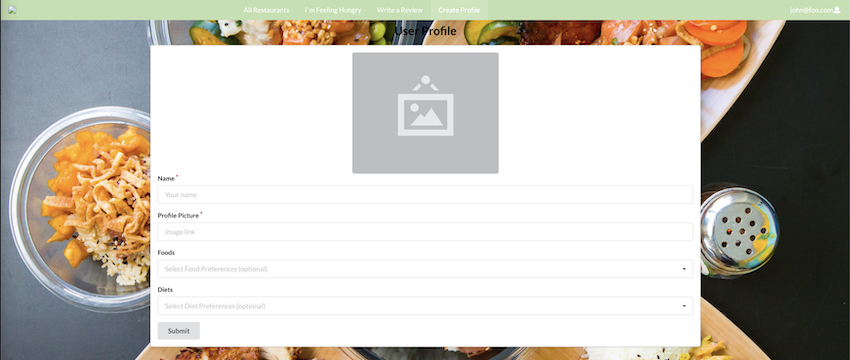 All Restaurants I'm Feeling Hungry Write a Review Create Profile john@foo.com
User Profile
Name *
Your name
Profile Picture *
Image link
Foods
Select Food Preferences (optional)
Diets
Select Diet Preferences (optional)
Submit